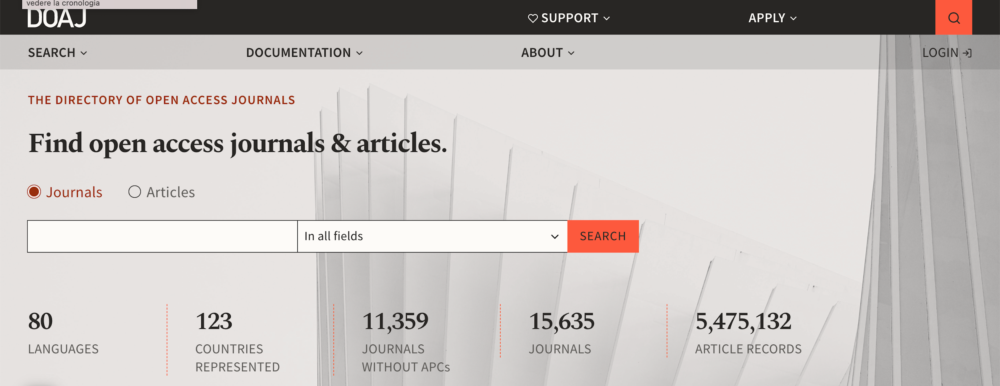 vedere la cronologia
DOAJ
SUPPORT
APPLY
SEARCH
DOCUMENTATION
ABOUT
LOGIN
THE DIRECTORY OF OPEN ACCESS JOURNALS
Find open access journals & articles.
Journals
Articles
In all fields
SEARCH
80
LANGUAGES
123
COUNTRIES
REPRESENTED
11,359
JOURNALS
WITHOUT APCs
15,635
JOURNALS
5,475,132
ARTICLE RECORDS